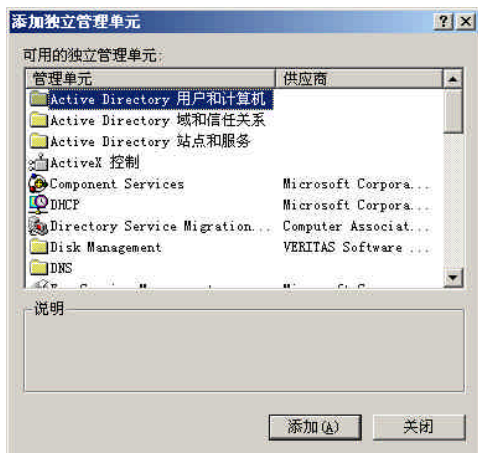 添加独立管理单元
可用的独立管理单元:
管理单元 供应商
Active Directory 用户和计算机
Active Directory 域和信任关系
Active Directory 站点和服务
ActiveX 控制
Component Services Microsoft Corpora...
DHCP Microsoft Corpora...
Directory Service Migration... Computer Associat...
Disk Management VERITAS Software ...
DNS
说明
添加(A) 关闭